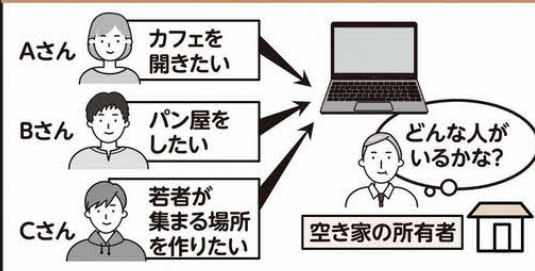 Aさん
カフェを
開きたい
Bさん
パン屋を
したい
Cさん
若者が
集まる場所
を作りたい
どんな人が
いるかな?
空き家の所有者